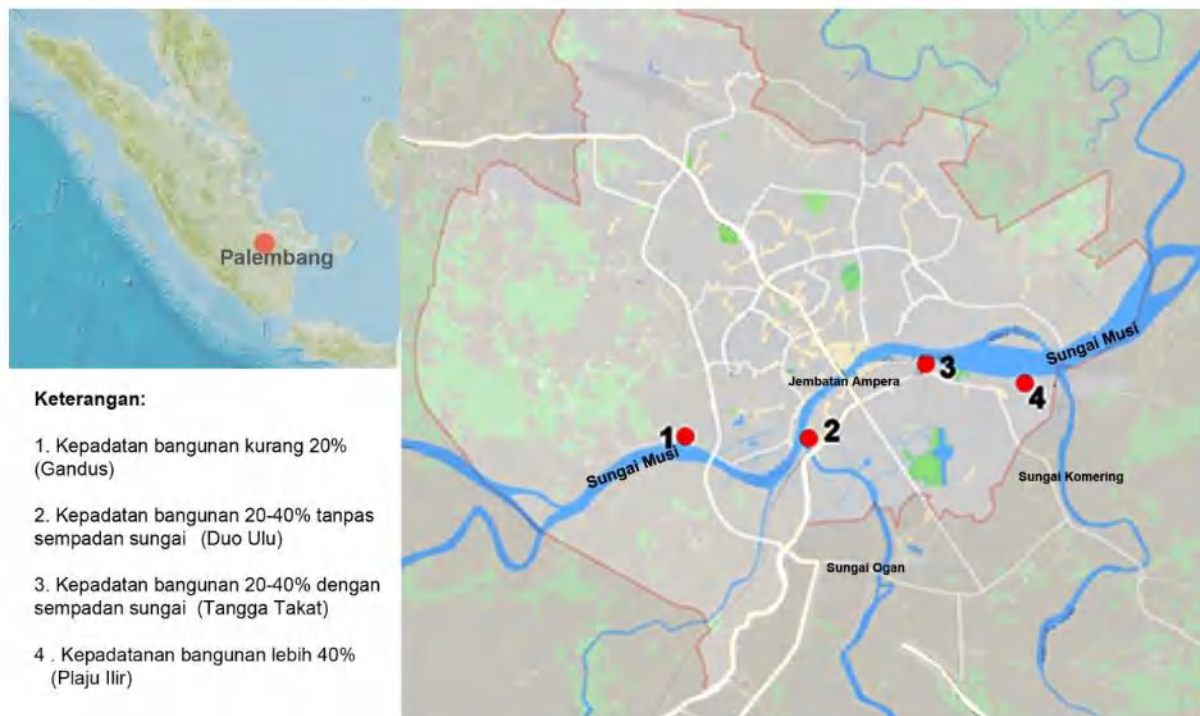 Palembang
Keterangan:
1. Kepadatan bangunan kurang 20%
(Gandus)
2. Kepadatan bangunan 20-40% tanpas
sempadan sungai (Duo Ulu)
3. Kepadatan bangunan 20-40% dengan
sempadan sungai (Tangga Takat)
4 . Kepadatanan bangunan lebih 40%
(Plaju Ilir)
Sungai Musi
Jembatan Ampera
3
4
1
2
Sungai Musi
Sungai Komering
Sungai Ogan